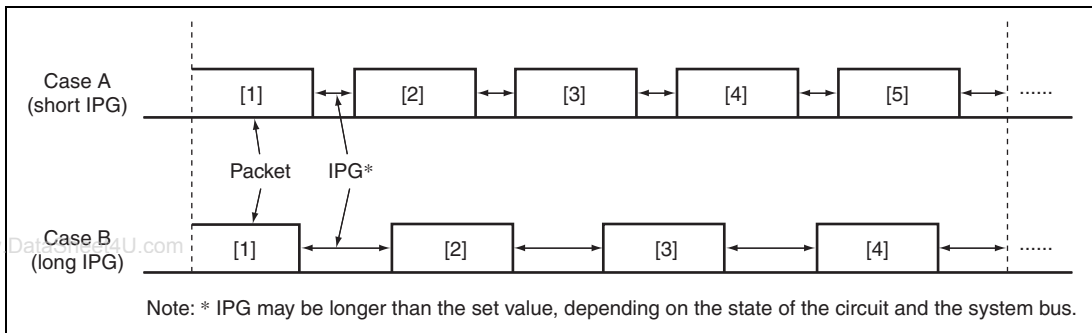 Case A
(short IPG)
[1] [2] [3] [4] [5] ......
Packet IPG*
Case B
(long IPG)
[1] [2] [3] [4] ......
DataSheet4U.com
Note: * IPG may be longer than the set value, depending on the state of the circuit and the system bus.